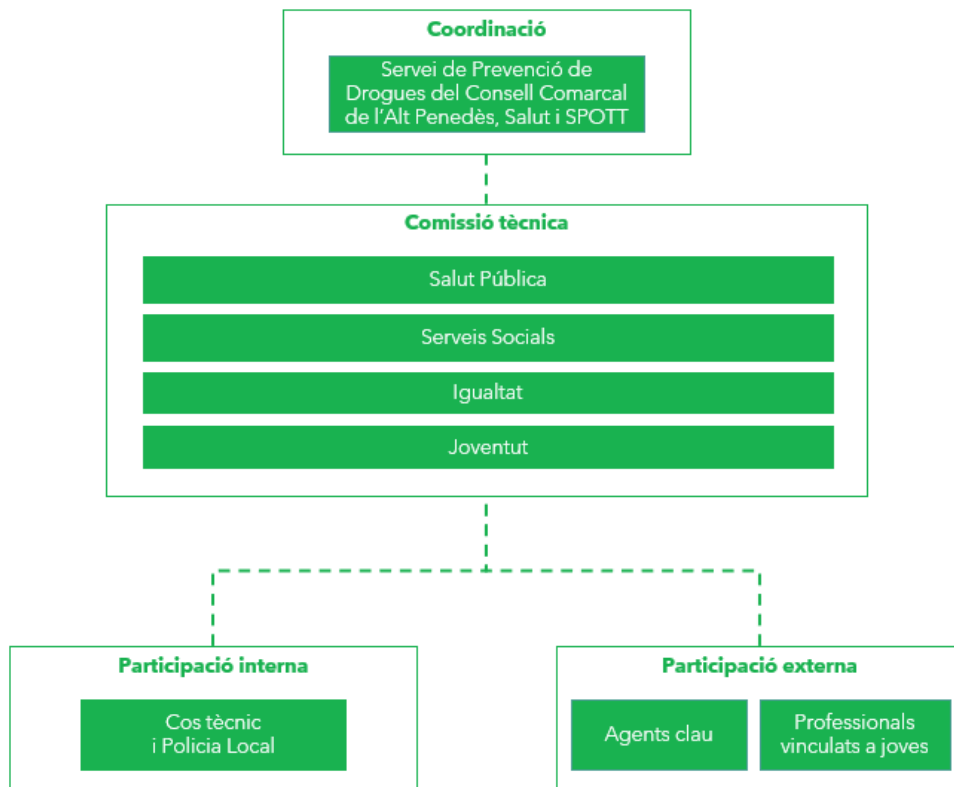 Coordinació
Servei de Prevenció de
Drogues del Consell Comarcal
de l'Alt Penedès, Salut i SPOTT
Comissió tècnica
Salut Pública
Serveis Socials
Igualtat
Joventut
Participació interna
Cos tècnic
i Policia Local
Participació externa
Agents clau
Professionals
vinculats a joves